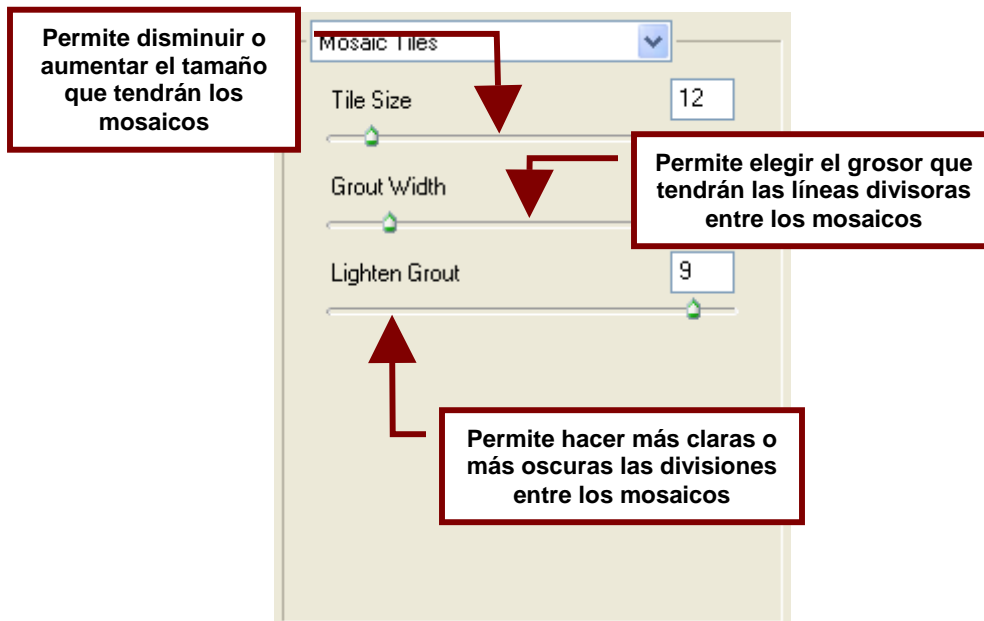 Permite disminuir o
aumentar el tamaño
que tendrán los
mosaicos
Mosaic Tiles
Tile Size
12
Permite elegir el grosor que
tendrán las líneas divisoras
entre los mosaicos
Grout Width
Lighten Grout
9
Permite hacer más claras o
más oscuras las divisiones
entre los mosaicos